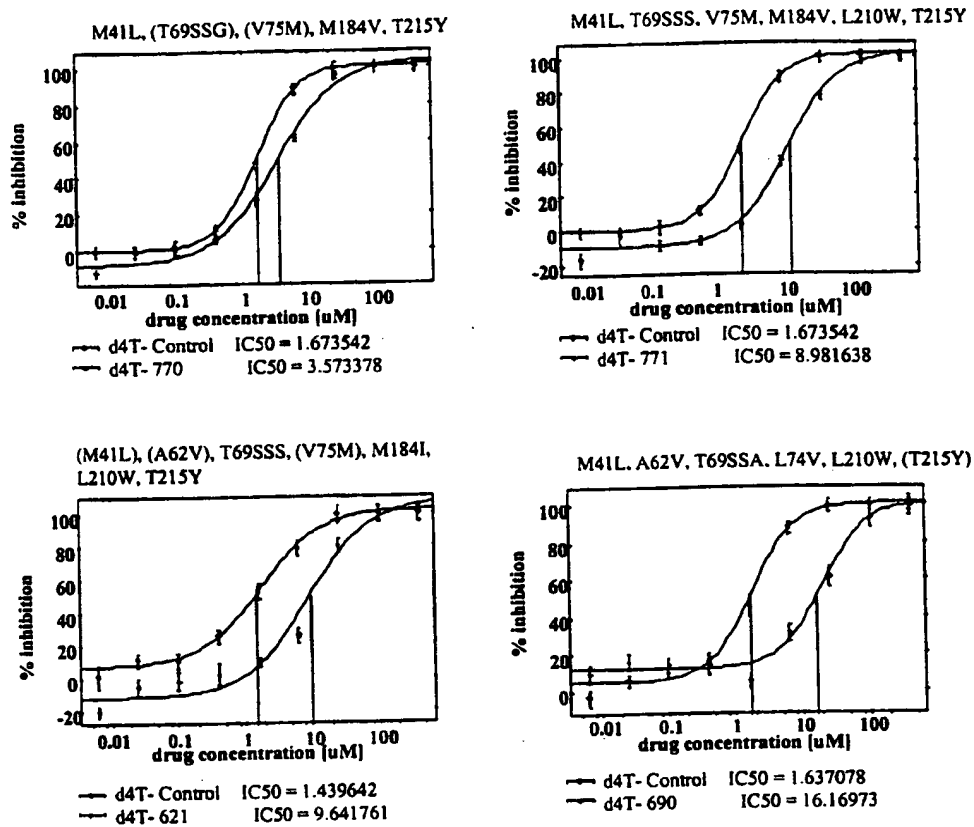 M41L, (T69SSG), (V75M), M184V, T215Y
100
80
60
40
20
0
% inhibition
0.01 0.1 1 10 100
drug concentration [uM]
d4T- Control IC50 = 1.673542
d4T- 770 IC50 = 3.573378
M41L, T69SSS, V75M, M184V, L210W, T215Y
100
80
60
40
20
0
-20
% inhibition
0.01 0.1 1 10 100
drug concentration [uM]
d4T- Control IC50 = 1.673542
d4T- 771 IC50 = 8.981638
(M41L), (A62V), T69SSS, (V75M), M184I,
L210W, T215Y
100
80
60
40
20
0
-20
% inhibition
0.01 0.1 1 10 100
drug concentration [uM]
d4T- Control IC50 = 1.439642
d4T- 621 IC50 = 9.641761
M41L, A62V, T69SSA, L74V, L210W, (T215Y)
100
80
60
40
20
0
% inhibition
0.01 0.1 1 10 100
drug concentration [uM]
d4T- Control IC50 = 1.637078
d4T- 690 IC50 = 16.16973